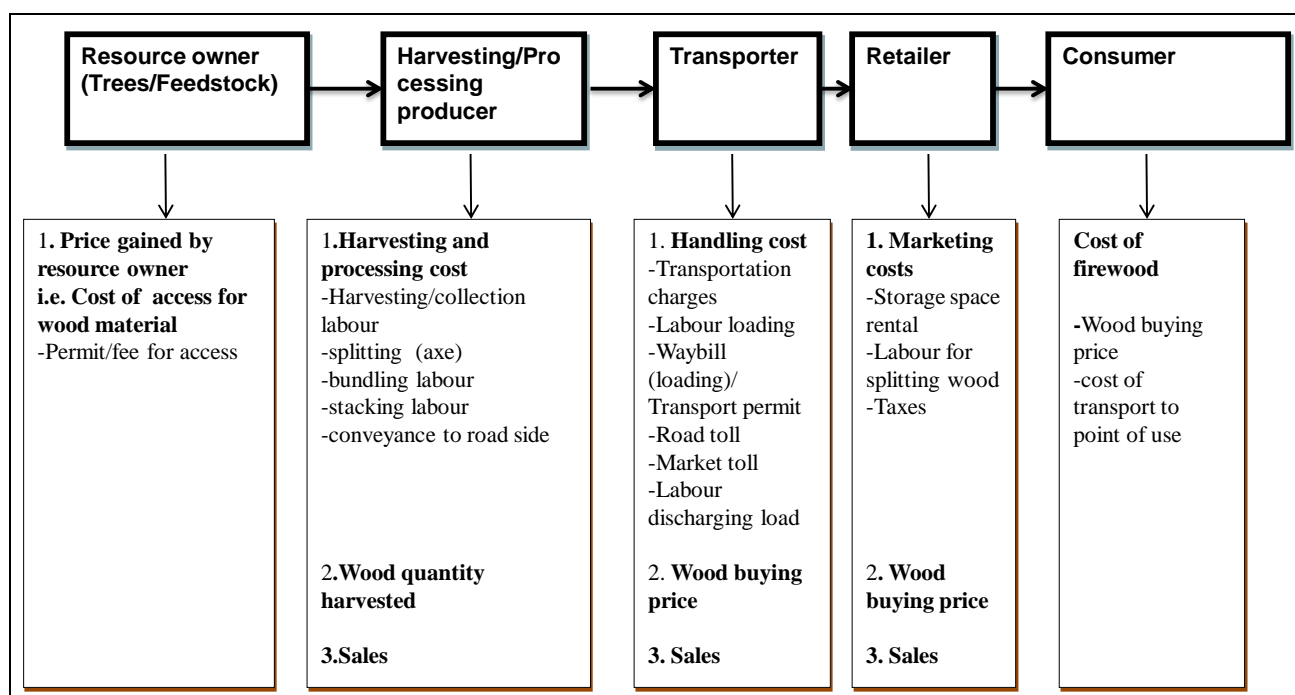 Resource owner
(Trees/Feedstock)
Harvesting/Pro
cessing
producer
Transporter
Retailer
Consumer
1. Price gained by
resource owner
i.e. Cost of access for
wood material
-Permit/fee for access
1.Harvesting and
processing cost
-Harvesting/collection
labour
-splitting (axe)
-bundling labour
-stacking labour
-conveyance to road side
2.Wood quantity
harvested
3.Sales
1. Handling cost
-Transportation
charges
-Labour loading
-Waybill
(loading)/
Transport permit
-Road toll
-Market toll
-Labour
discharging load
2. Wood buying
price
3. Sales
1. Marketing
costs
-Storage space
rental
-Labour for
splitting wood
-Taxes
2. Wood
buying price
3. Sales
Cost of
firewood
-Wood buying
price
-cost of
transport to
point of use